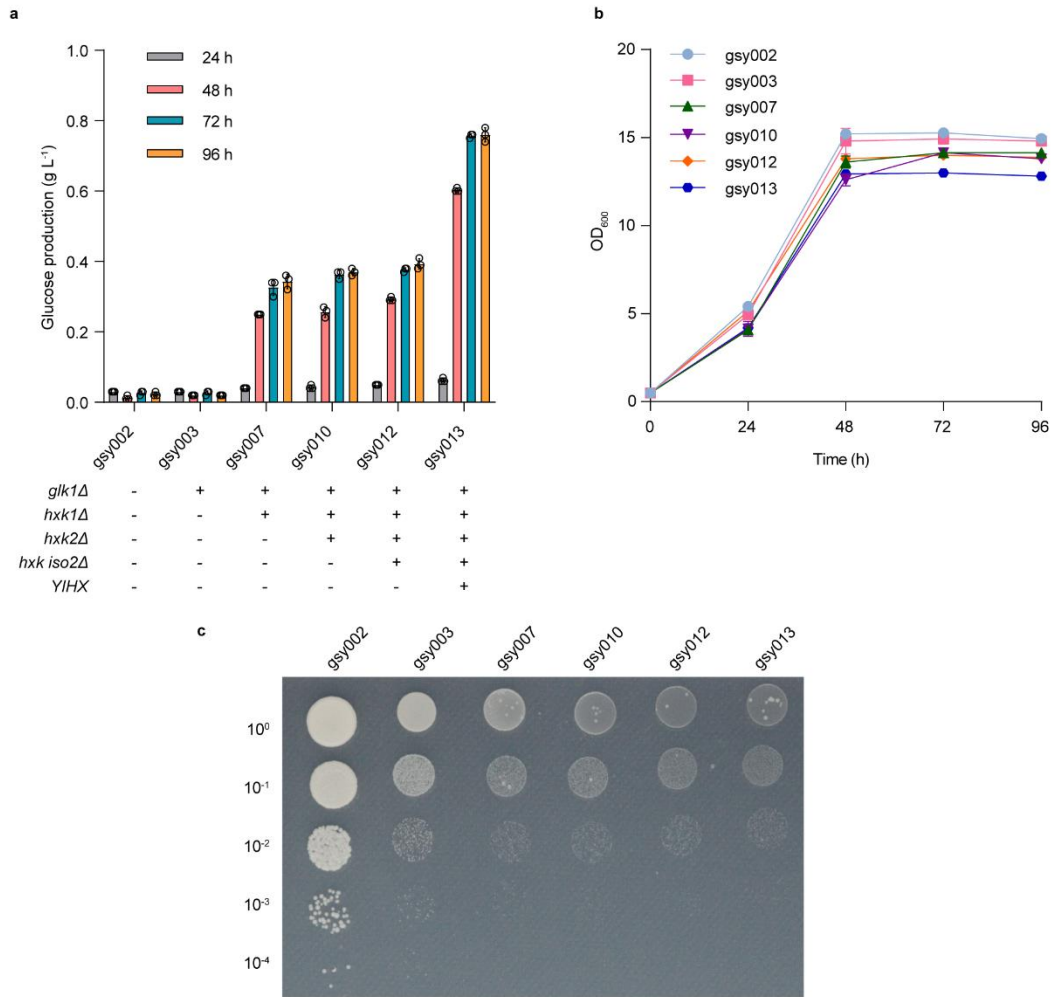 a
Glucose production (g L⁻¹)
1.0
0.8
0.6
0.4
0.2
0.0
24 h
48 h
72 h
96 h
gsy002 gsy003 gsy007 gsy010 gsy012 gsy013
glk1Δ - + + + + +
hxk1Δ - - + + + +
hxk2Δ - - - + + +
hxk iso2Δ - - - - + +
YIHX - - - - - +
b
OD₆₀₀
20
15
10
5
0
gsy002
gsy003
gsy007
gsy010
gsy012
gsy013
0 24 48 72 96
Time (h)
c
gsy002 gsy003 gsy007 gsy010 gsy012 gsy013
10⁰
10⁻¹
10⁻²
10⁻³
10⁻⁴